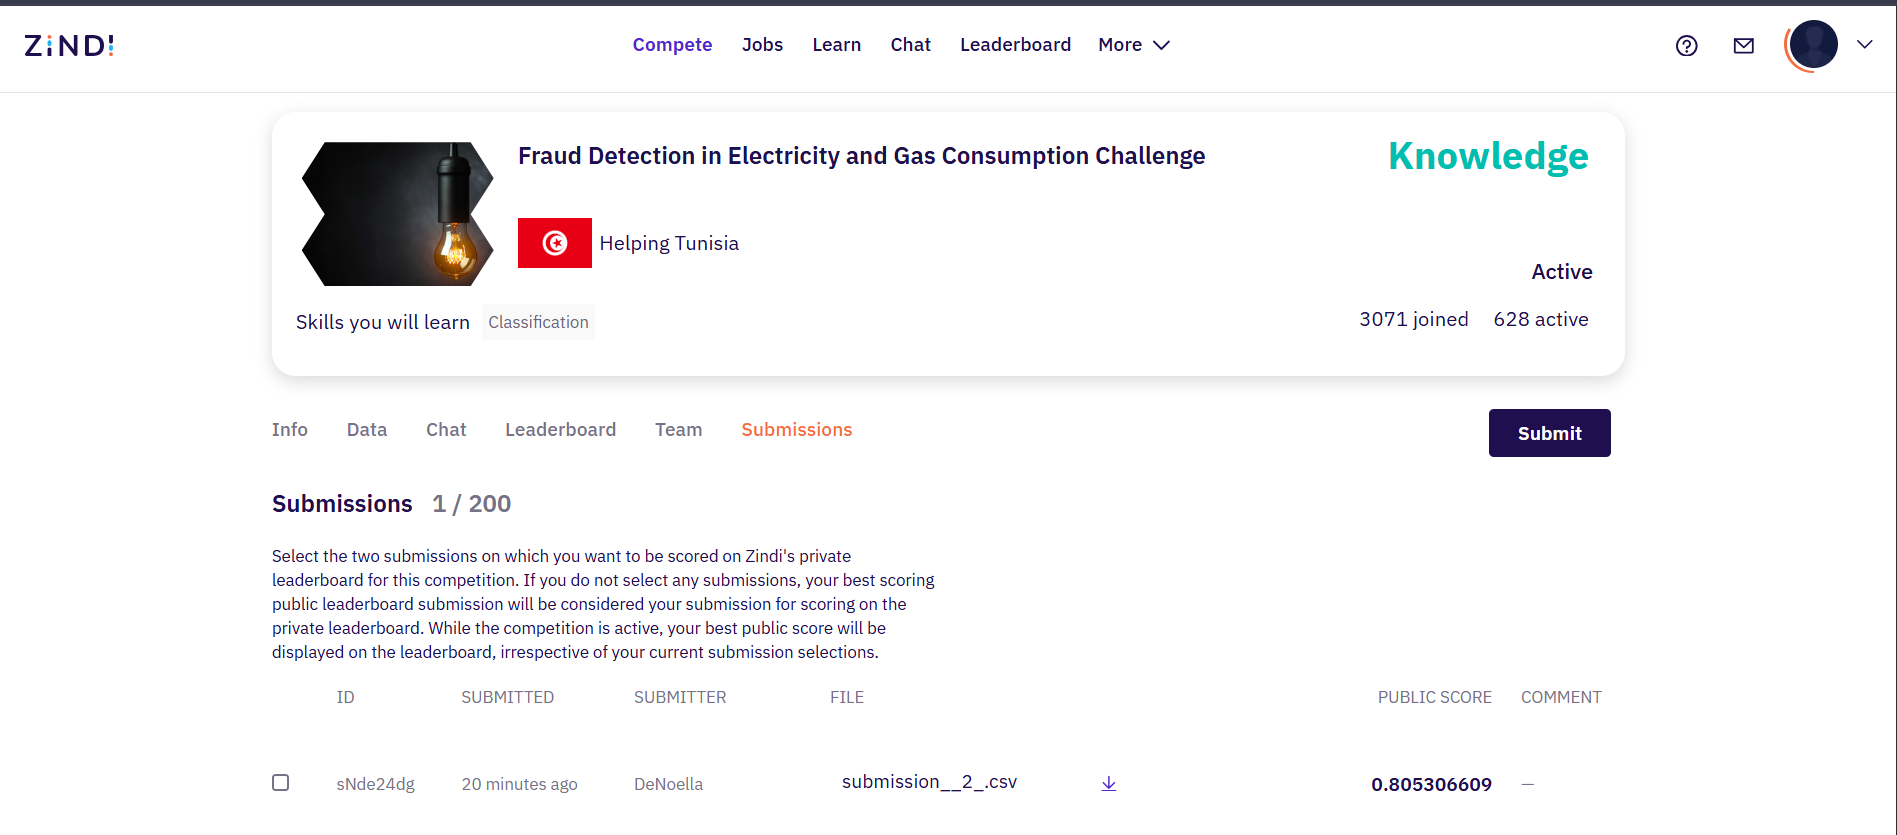 ZiNDi
Compete Jobs Learn Chat Leaderboard More
Fraud Detection in Electricity and Gas Consumption Challenge
Knowledge
Helping Tunisia
Active
Skills you will learn Classification
3071 joined 628 active
Info Data Chat Leaderboard Team Submissions
Submit
Submissions 1 / 200
Select the two submissions on which you want to be scored on Zindi's private
leaderboard for this competition. If you do not select any submissions, your best scoring
public leaderboard submission will be considered your submission for scoring on the
private leaderboard. While the competition is active, your best public score will be
displayed on the leaderboard, irrespective of your current submission selections.
ID SUBMITTED SUBMITTER FILE PUBLIC SCORE COMMENT
sNde24dg 20 minutes ago DeNoella submission__2_.csv 0.805306609 —